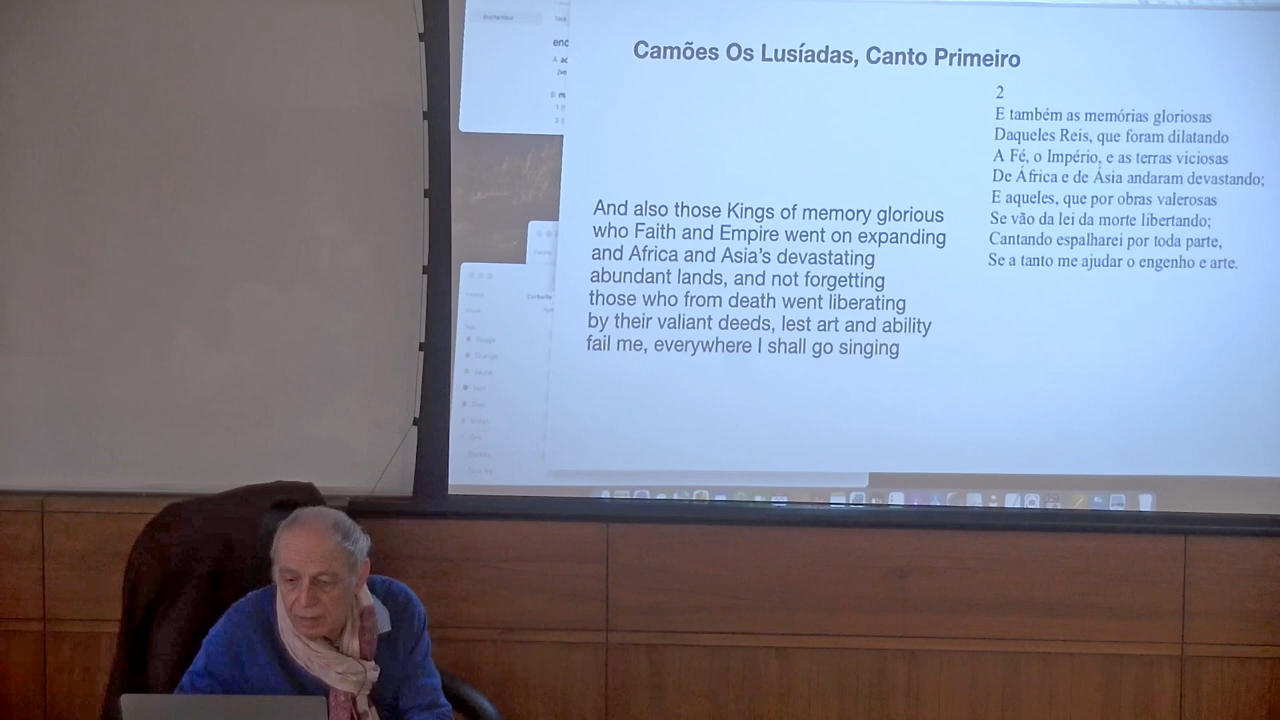 Camões Os Lusíadas, Canto Primeiro
2
E também as memórias gloriosas
Daqueles Reis, que foram dilatando
A Fé, o Império, e as terras viciosas
De África e de Ásia andaram devastando;
E aqueles, que por obras valerosas
Se vão da lei da morte libertando;
Cantando espalharei por toda parte,
Se a tanto me ajudar o engenho e arte.
And also those Kings of memory glorious
who Faith and Empire went on expanding
and Africa and Asia's devastating
abundant lands, and not forgetting
those who from death went liberating
by their valiant deeds, lest art and ability
fail me, everywhere I shall go singing